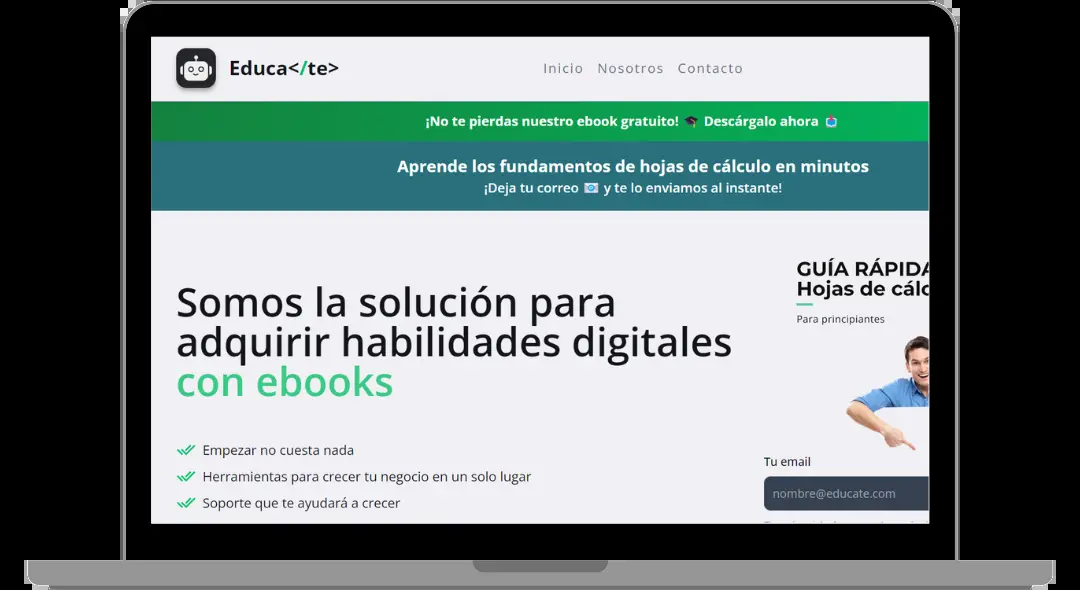 Educa</te>
Inicio Nosotros Contacto
¡No te pierdas nuestro ebook gratuito! 🎓 Descárgalo ahora 📩
Aprende los fundamentos de hojas de cálculo en minutos
¡Deja tu correo 📧 y te lo enviamos al instante!
Somos la solución para
adquirir habilidades digitales
con ebooks
Empezar no cuesta nada
Herramientas para crecer tu negocio en un solo lugar
Soporte que te ayudará a crecer
GUÍA RÁPIDA
Hojas de cálc
Para principiantes
Tu email
nombre@educate.com